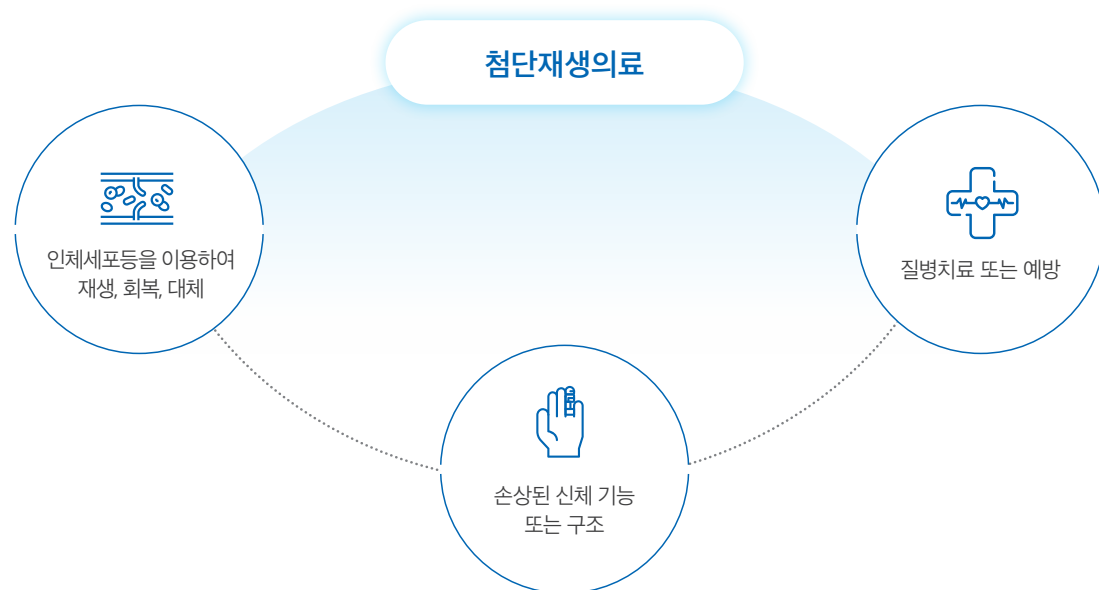 첨단재생의료
인체세포등을 이용하여
재생, 회복, 대체
질병치료 또는 예방
손상된 신체 기능
또는 구조